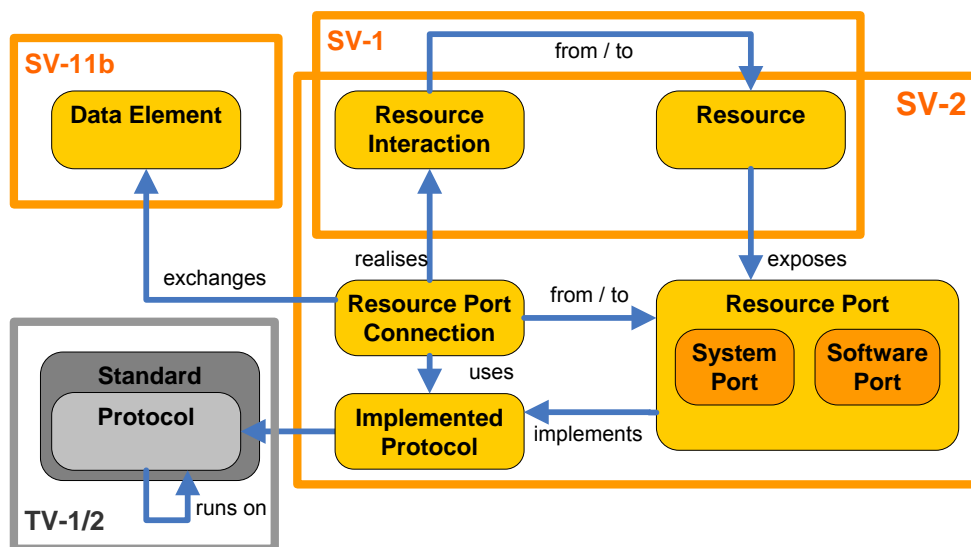 SV-1
from / to
SV-11b
SV-2
Data Element
Resource
Interaction
Resource
exchanges
realises
exposes
Resource Port
Connection
from / to
Resource Port
System
Port
Software
Port
uses
Standard
Protocol
Implemented
Protocol
implements
runs on
TV-1/2